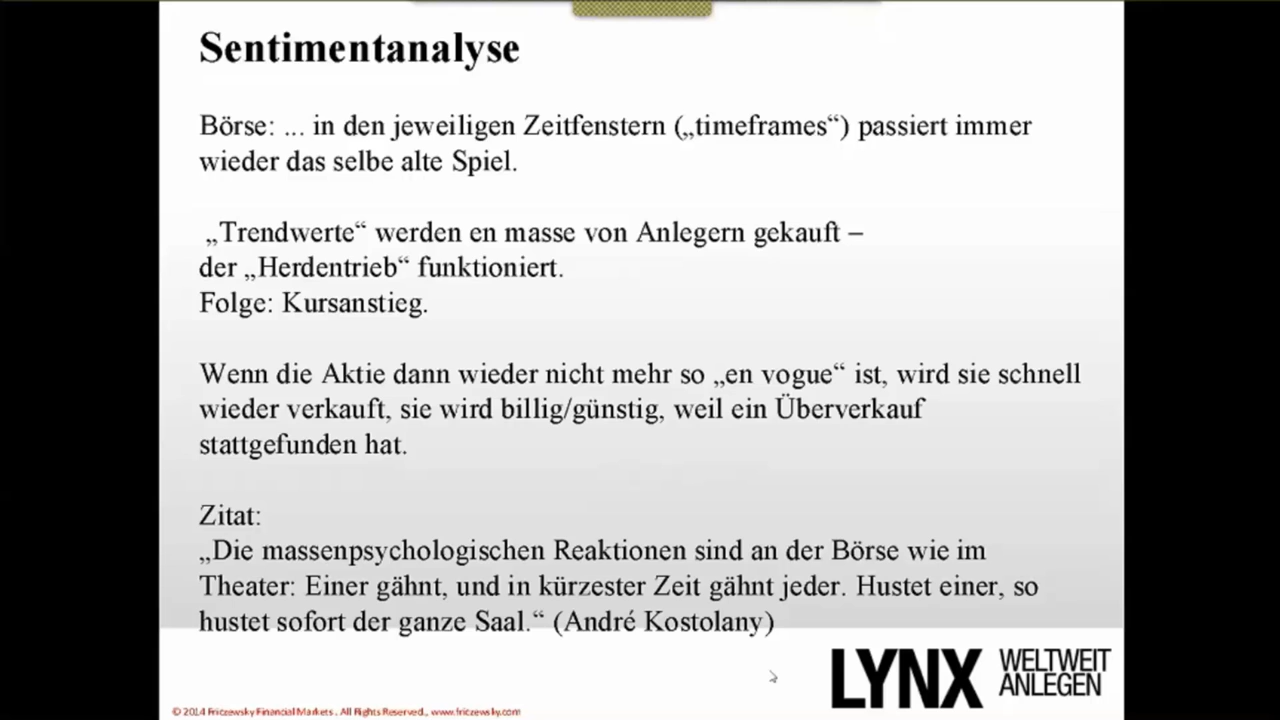 Sentimentanalyse
Börse: ... in den jeweiligen Zeitfenstern („timeframes“) passiert immer
wieder das selbe alte Spiel.
„Trendwerte“ werden en masse von Anlegern gekauft –
der „Herdentrieb“ funktioniert.
Folge: Kursanstieg.
Wenn die Aktie dann wieder nicht mehr so „en vogue“ ist, wird sie schnell
wieder verkauft, sie wird billig/günstig, weil ein Überverkauf
stattgefunden hat.
Zitat:
„Die massenpsychologischen Reaktionen sind an der Börse wie im
Theater: Einer gähnt, und in kürzester Zeit gähnt jeder. Hustet einer, so
hustet sofort der ganze Saal.“ (André Kostolany)
LYNX WELTWEIT
ANLEGEN
© 2014 Friczewsky Financial Markets . All Rights Reserved., www.friczewsky.com